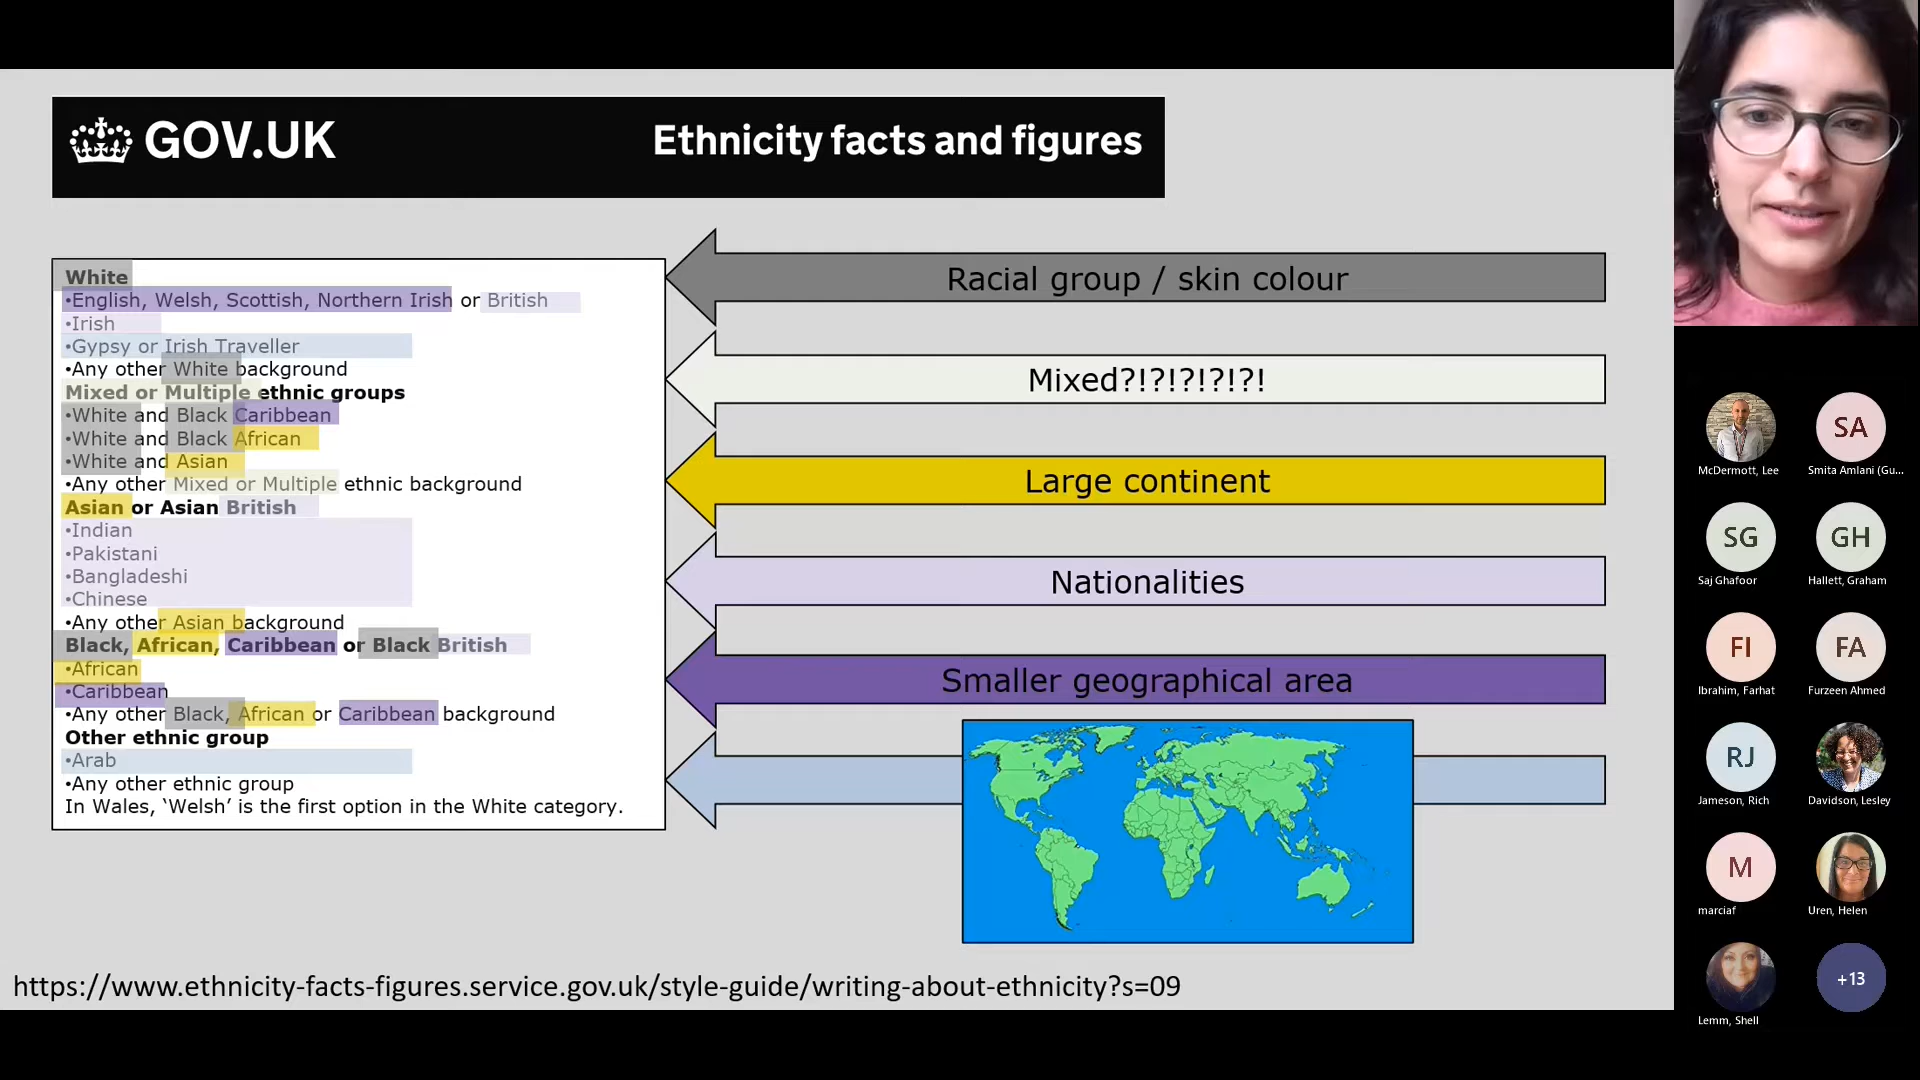 GOV.UK
Ethnicity facts and figures
White
•English, Welsh, Scottish, Northern Irish or British
•Irish
•Gypsy or Irish Traveller
•Any other White background
Mixed or Multiple ethnic groups
•White and Black Caribbean
•White and Black African
•White and Asian
•Any other Mixed or Multiple ethnic background
Asian or Asian British
•Indian
•Pakistani
•Bangladeshi
•Chinese
•Any other Asian background
Black, African, Caribbean or Black British
•African
•Caribbean
•Any other Black, African or Caribbean background
Other ethnic group
•Arab
•Any other ethnic group
In Wales, ‘Welsh’ is the first option in the White category.
Racial group / skin colour
Mixed?!?!?!?!?!
Large continent
Nationalities
Smaller geographical area
https://www.ethnicity-facts-figures.service.gov.uk/style-guide/writing-about-ethnicity?s=09
McDermott, Lee
SA
Smita Amlani (Gu...
SG
Saj Ghafoor
GH
Hallett, Graham
FI
Ibrahim, Farhat
FA
Furzeen Ahmed
RJ
Jameson, Rich
Davidson, Lesley
M
marciaf
Uren, Helen
Lemm, Shell
+13